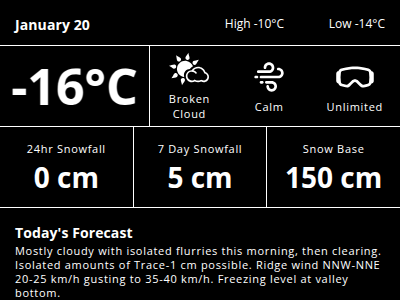 January 20 High -10°C Low -14°C
-16°C
Broken Cloud Calm Unlimited
24hr Snowfall 7 Day Snowfall Snow Base
0 cm 5 cm 150 cm
Today's Forecast
Mostly cloudy with isolated flurries this morning, then clearing.
Isolated amounts of Trace-1 cm possible. Ridge wind NNW-NNE
20-25 km/h gusting to 35-40 km/h. Freezing level at valley
bottom.